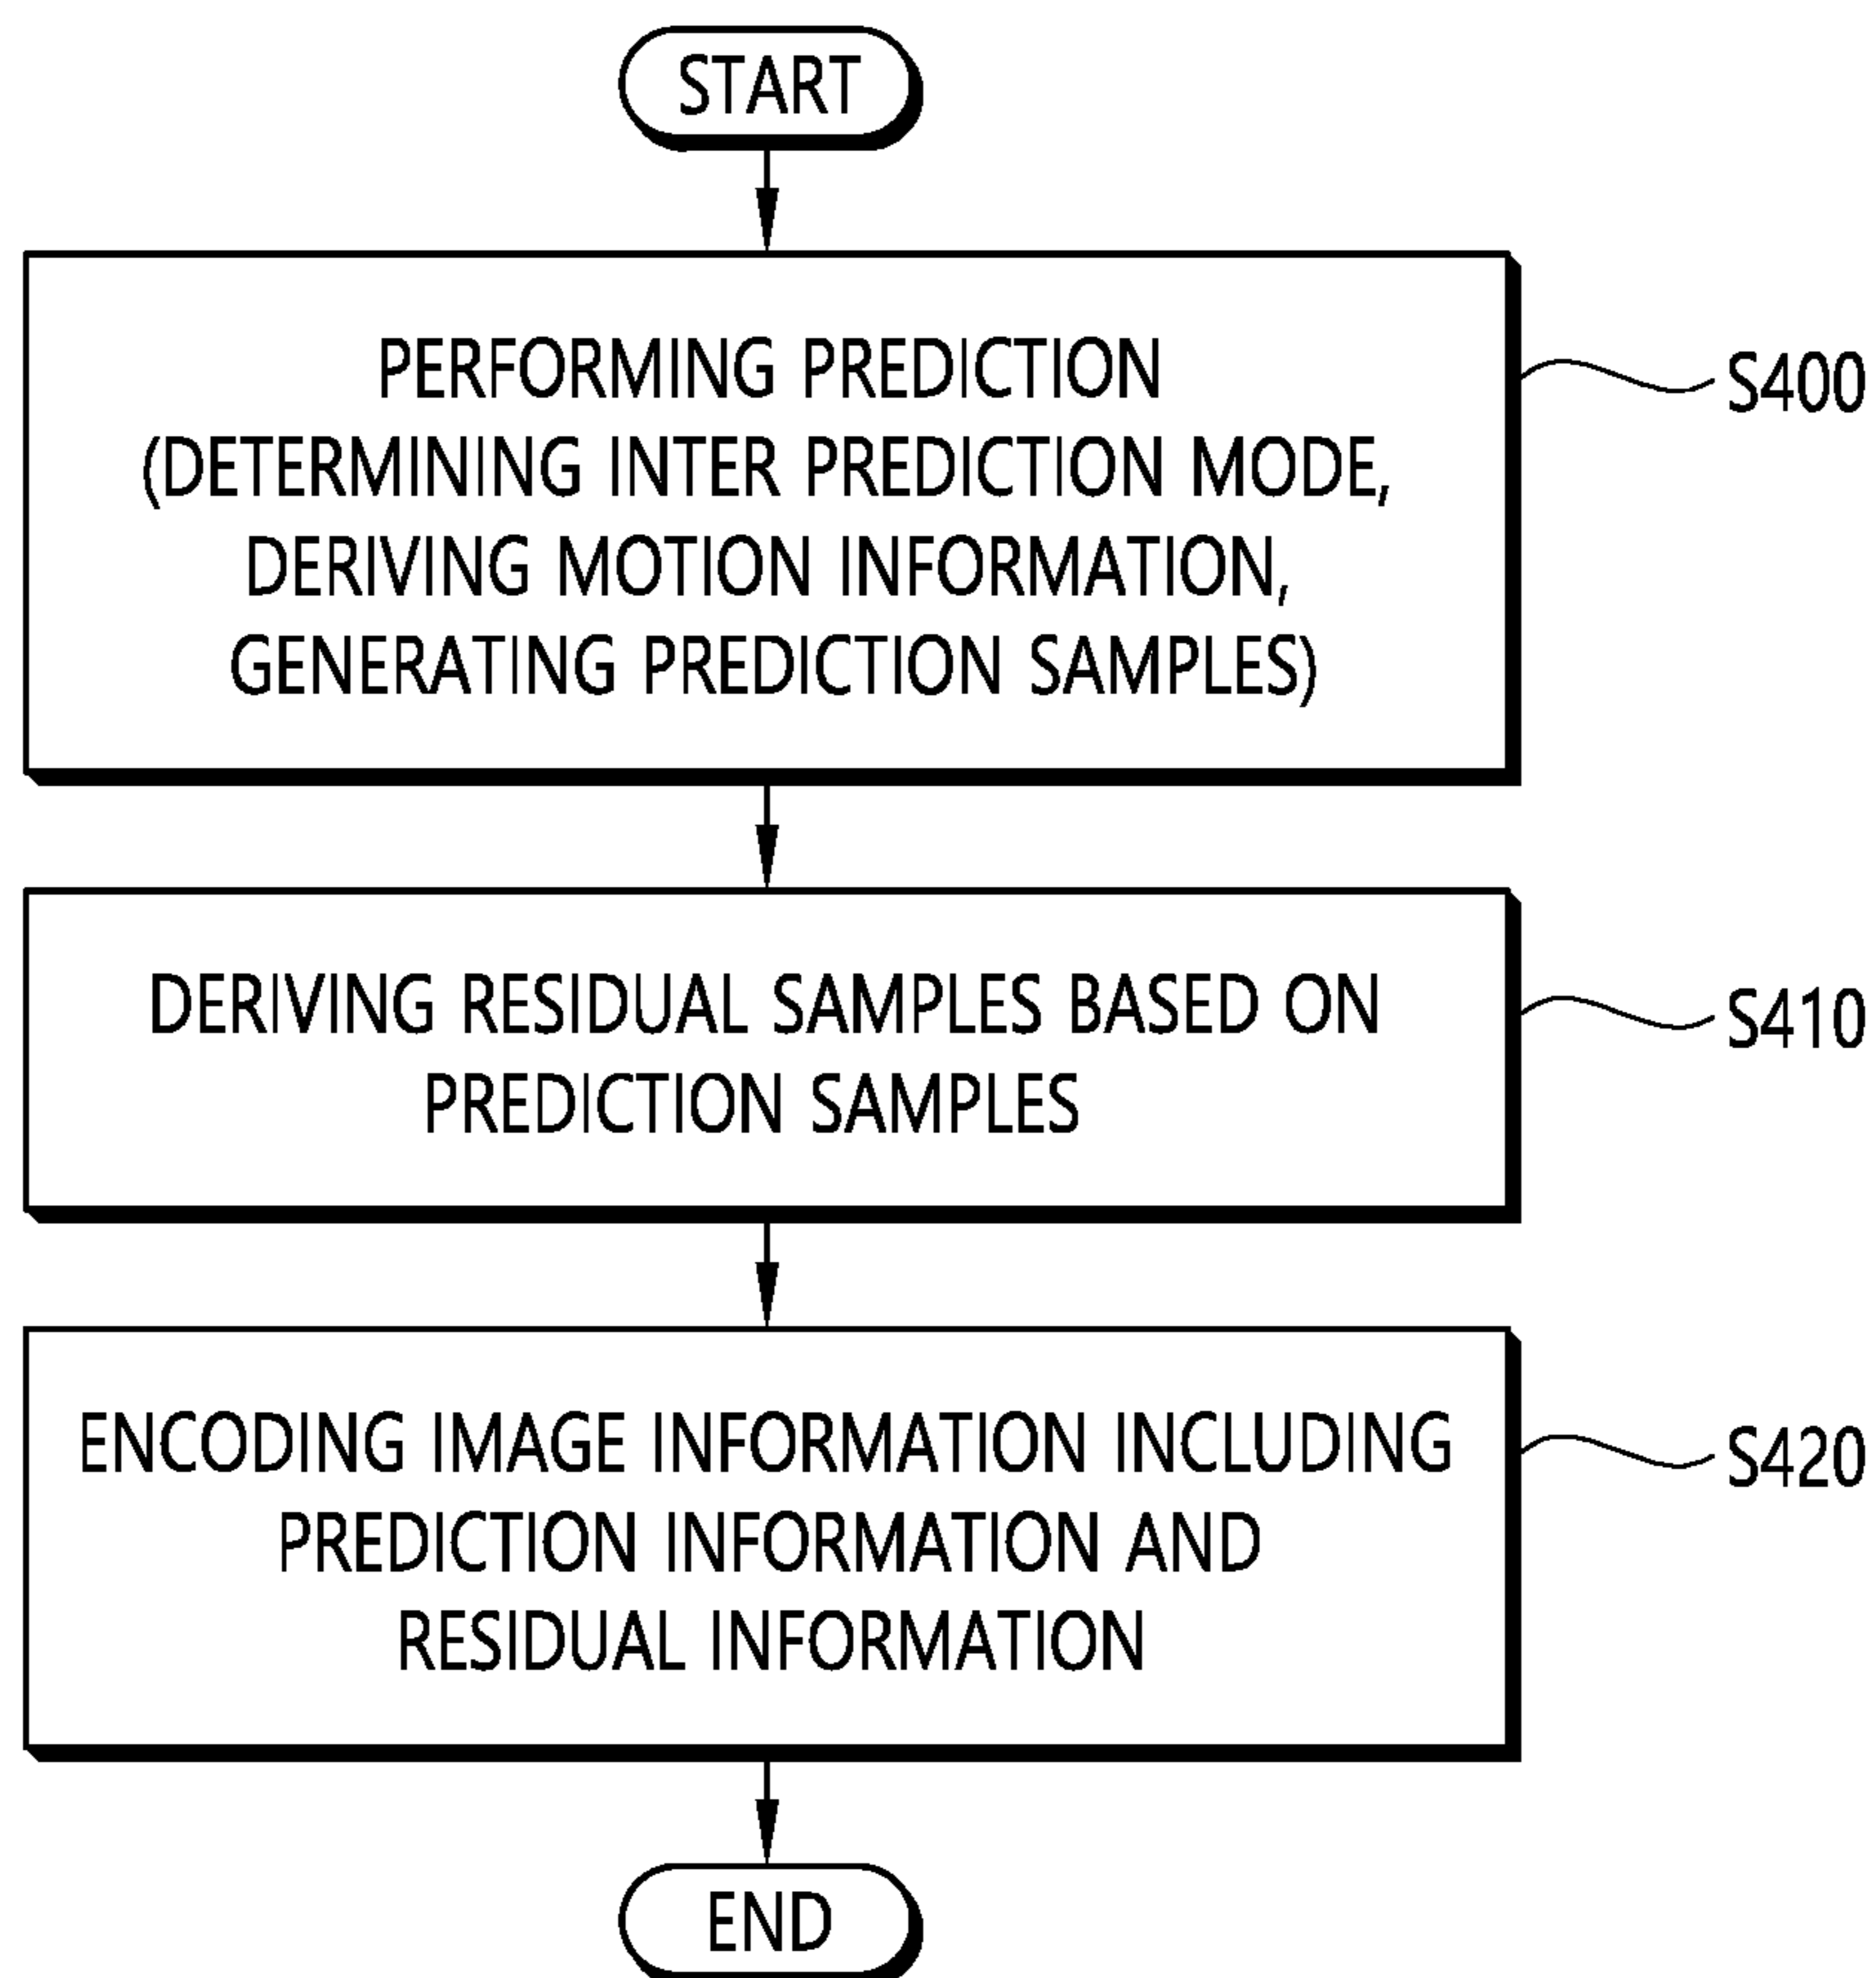 START
PERFORMING PREDICTION
(DETERMINING INTER PREDICTION MODE,
DERIVING MOTION INFORMATION,
GENERATING PREDICTION SAMPLES)
S400
DERIVING RESIDUAL SAMPLES BASED ON
PREDICTION SAMPLES
S410
ENCODING IMAGE INFORMATION INCLUDING
PREDICTION INFORMATION AND
RESIDUAL INFORMATION
S420
END